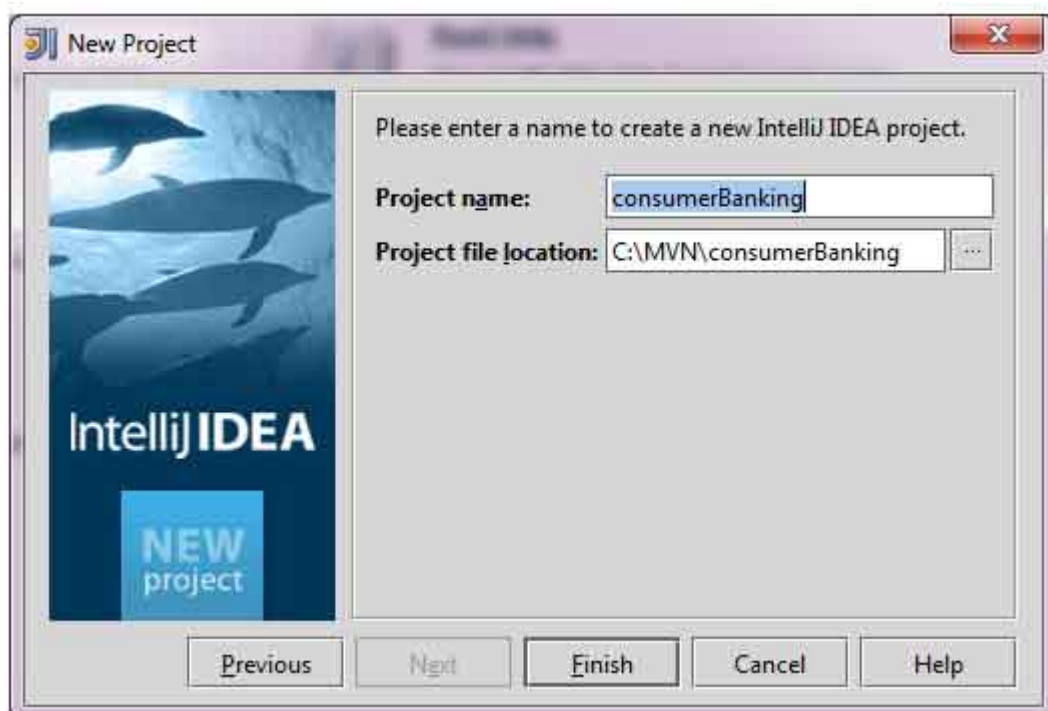 New Project
Please enter a name to create a new IntelliJ IDEA project.
Project name: consumerBanking
Project file location: C:\MVN\consumerBanking ...
IntelliJ IDEA
NEW
project
Previous Next Finish Cancel Help